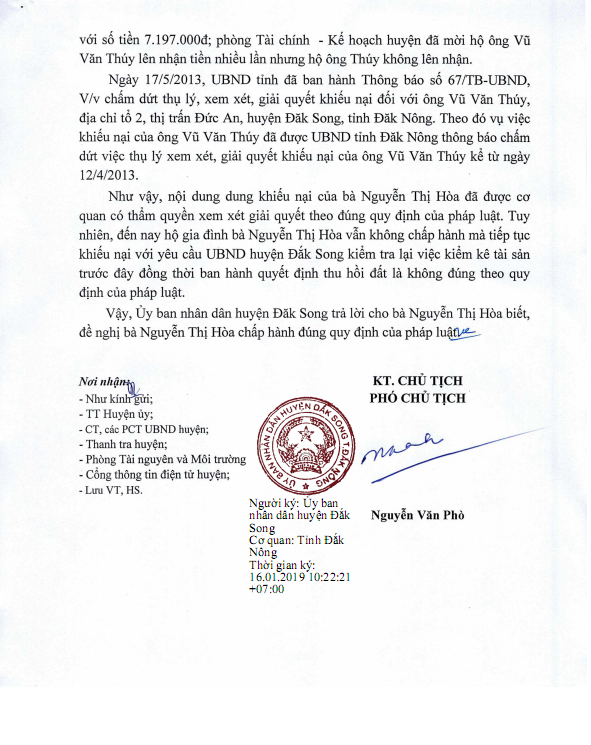 với số tiền 7.197.000đ; phòng Tài chính - Kế hoạch huyện đã mời hộ ông Vũ
Văn Thúy lên nhận tiền nhiều lần nhưng hộ ông Thúy không lên nhận.
Ngày 17/5/2013, UBND tỉnh đã ban hành Thông báo số 67/TB-UBND,
V/v chấm dứt thụ lý, xem xét, giải quyết khiếu nại đối với ông Vũ Văn Thúy,
địa chỉ tổ 2, thị trấn Đức An, huyện Đăk Song, tỉnh Đăk Nông. Theo đó vụ việc
khiếu nại của ông Vũ Văn Thúy đã được UBND tỉnh Đăk Nông thông báo chấm
dứt việc thụ lý xem xét, giải quyết khiếu nại của ông Vũ Văn Thúy kể từ ngày
12/4/2013.
Như vậy, nội dung dung khiếu nại của bà Nguyễn Thị Hòa đã được cơ
quan có thẩm quyền xem xét giải quyết theo đúng quy định của pháp luật. Tuy
nhiên, đến nay hộ gia đình bà Nguyễn Thị Hòa vẫn không chấp hành mà tiếp tục
khiếu nại với yêu cầu UBND huyện Đắk Song kiểm tra lại việc kiểm kê tài sản
trước đây đồng thời ban hành quyết định thu hồi đất là không đúng theo quy
định của pháp luật.
Vậy, Ủy ban nhân dân huyện Đăk Song trả lời cho bà Nguyễn Thị Hòa biết,
đề nghị bà Nguyễn Thị Hòa chấp hành đúng quy định của pháp luật.
Nơi nhận:
- Như kính gửi;
- TT Huyện ủy;
- CT, các PCT UBND huyện;
- Thanh tra huyện;
- Phòng Tài nguyên và Môi trường
- Cổng thông tin điện tử huyện;
- Lưu VT, HS.
KT. CHỦ TỊCH
PHÓ CHỦ TỊCH
ỦY BAN NHÂN DÂN HUYỆN ĐẮK SONG T.ĐẮK NÔNG
Nguyễn Văn Phò
Người ký: Ủy ban
nhân dân huyện Đắk
Song
Cơ quan: Tỉnh Đắk
Nông
Thời gian ký:
16.01.2019 10:22:21
+07:00